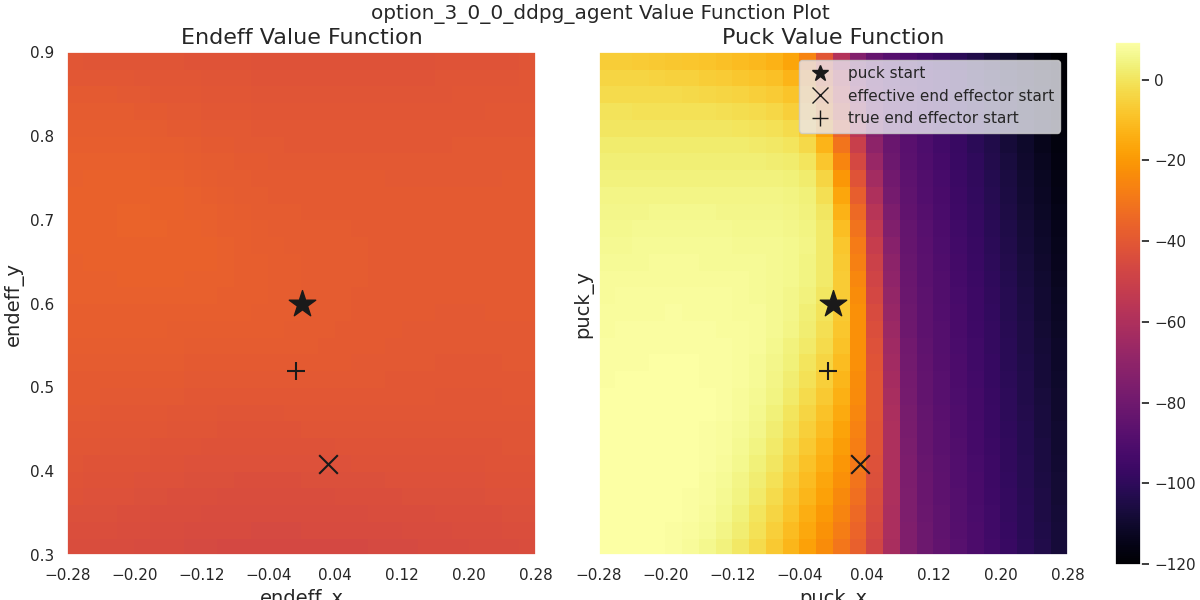 option_3_0_0_ddpg_agent Value Function Plot
Endeff Value Function
Puck Value Function
puck start
effective end effector start
true end effector start
endeff_y
0.9
0.8
0.7
0.6
0.5
0.4
0.3
−0.28 −0.20 −0.12 −0.04 0.04 0.12 0.20 0.28
endeff_x
puck_y
−0.28 −0.20 −0.12 −0.04 0.04 0.12 0.20 0.28
puck_x
0
−20
−40
−60
−80
−100
−120